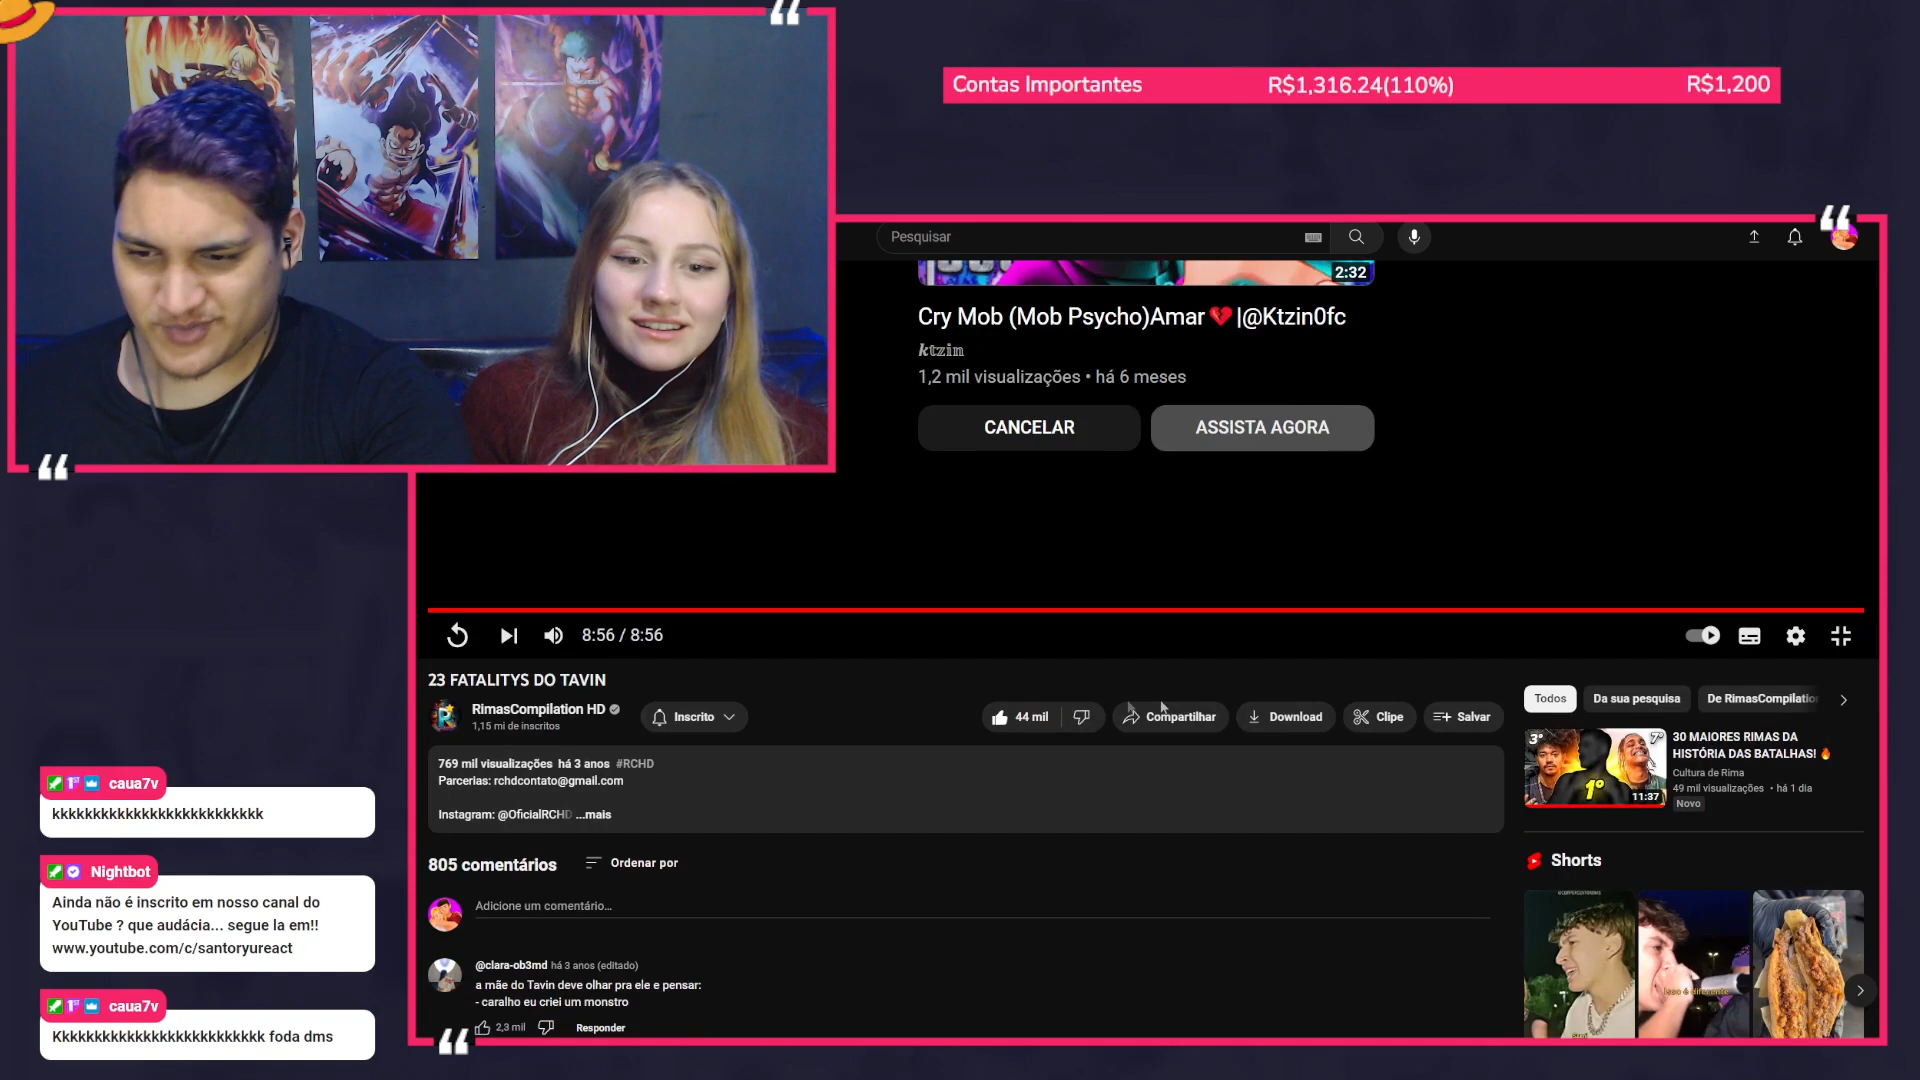 Contas Importantes R$1,316.24(110%) R$1,200
Pesquisar
2:32
Cry Mob (Mob Psycho)Amar💔|@Ktzin0fc
ktzin
1,2 mil visualizações • há 6 meses
CANCELAR ASSISTA AGORA
8:56 / 8:56
23 FATALITYS DO TAVIN
RimasCompilation HD
1,15 mi de inscritos
Inscrito
44 mil Compartilhar Download Clipe Salvar
769 mil visualizações há 3 anos #RCHD
Parcerias: rchdcontato@gmail.com
Instagram: @OficialRCHD ...mais
805 comentários Ordenar por
Adicione um comentário...
@clara-ob3md há 3 anos (editado)
a mãe do Tavin deve olhar pra ele e pensar:
- caralho eu criei um monstro
2,3 mil Responder
Todos Da sua pesquisa De RimasCompilation
3º 7º 1º
11:37
30 MAIORES RIMAS DA
HISTÓRIA DAS BATALHAS! 🔥
Cultura de Rima
49 mil visualizações • há 1 dia
Novo
Shorts
caua7v
kkkkkkkkkkkkkkkkkkkkkkkkkk
Nightbot
Ainda não é inscrito em nosso canal do
YouTube ? que audácia... segue la em!!
www.youtube.com/c/santoryureact
caua7v
Kkkkkkkkkkkkkkkkkkkkkkkkkk foda dms